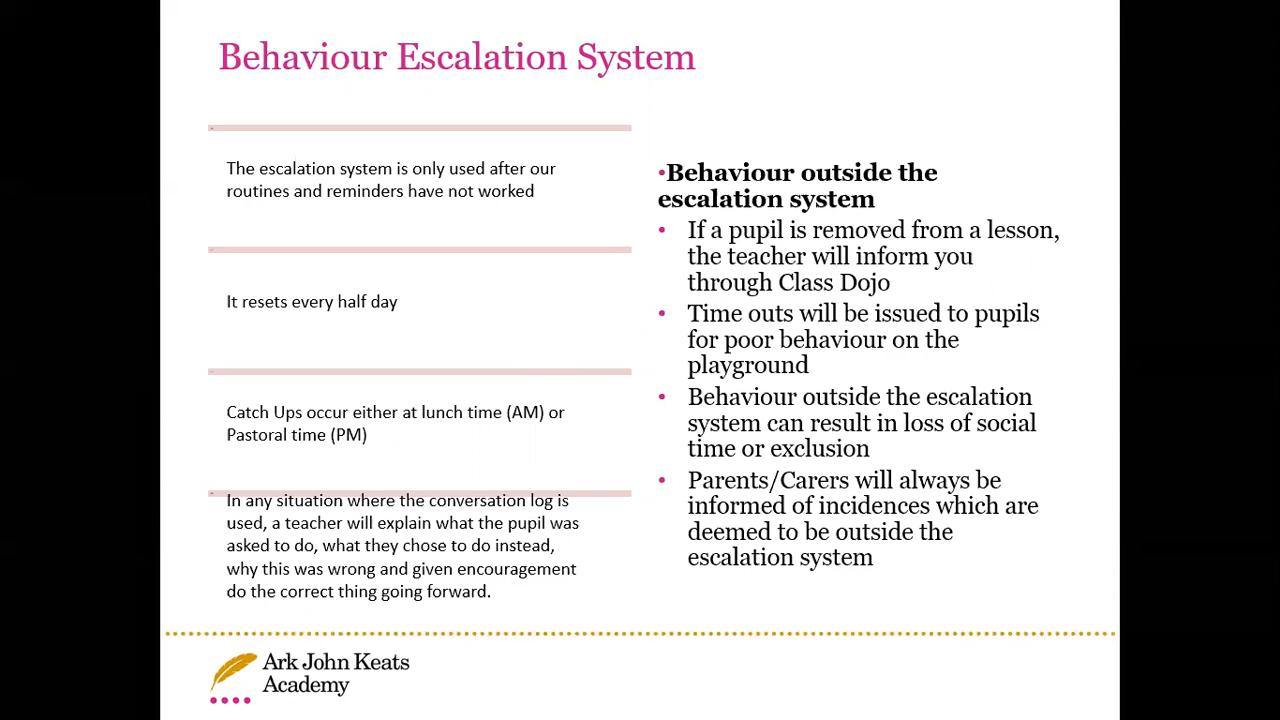 Behaviour Escalation System
The escalation system is only used after our
routines and reminders have not worked
It resets every half day
Catch Ups occur either at lunch time (AM) or
Pastoral time (PM)
In any situation where the conversation log is
used, a teacher will explain what the pupil was
asked to do, what they chose to do instead,
why this was wrong and given encouragement
do the correct thing going forward.
•Behaviour outside the
escalation system
• If a pupil is removed from a lesson,
the teacher will inform you
through Class Dojo
• Time outs will be issued to pupils
for poor behaviour on the
playground
• Behaviour outside the escalation
system can result in loss of social
time or exclusion
• Parents/Carers will always be
informed of incidences which are
deemed to be outside the
escalation system
Ark John Keats
Academy